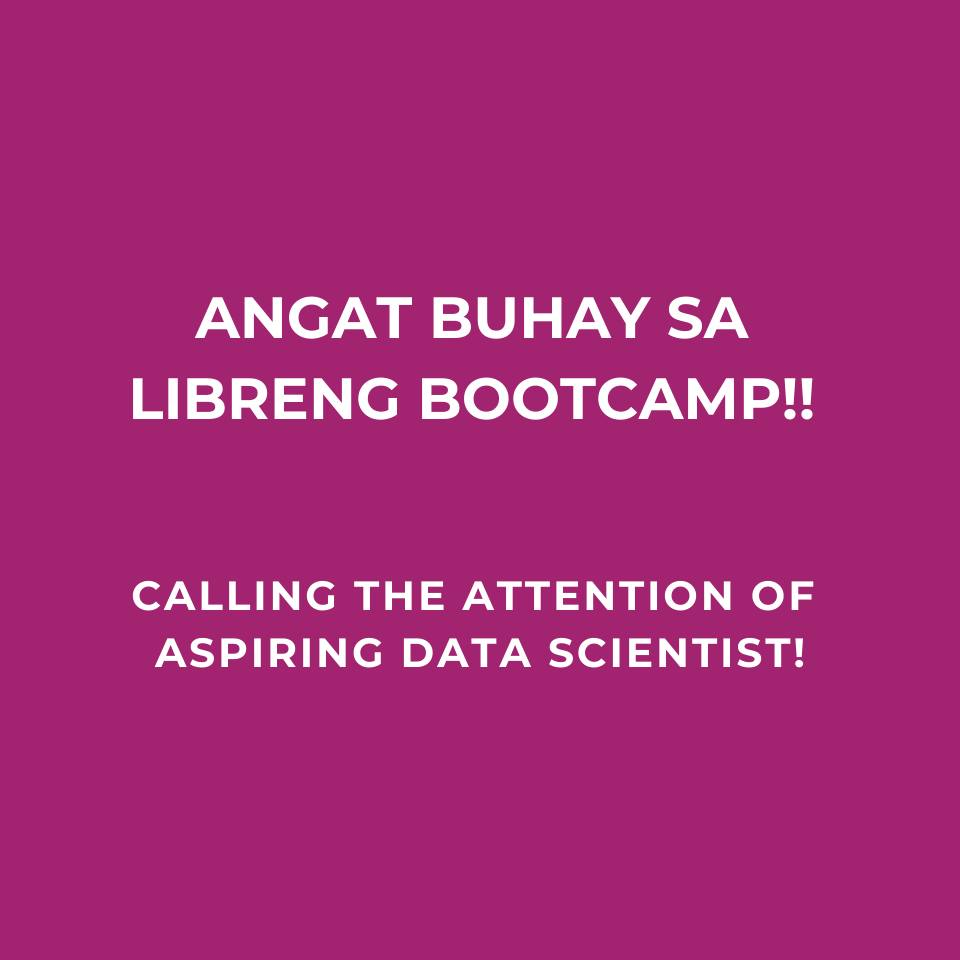 ANGAT BUHAY SA
LIBRENG BOOTCAMP!!
CALLING THE ATTENTION OF
ASPIRING DATA SCIENTIST!